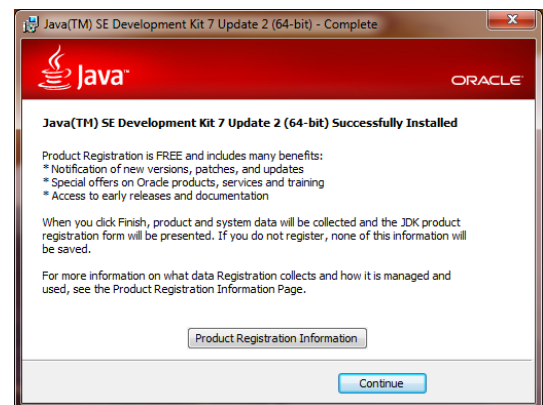 Java(TM) SE Development Kit 7 Update 2 (64-bit) - Complete
Java™
ORACLE
Java(TM) SE Development Kit 7 Update 2 (64-bit) Successfully Installed
Product Registration is FREE and includes many benefits:
* Notification of new versions, patches, and updates
* Special offers on Oracle products, services and training
* Access to early releases and documentation
When you click Finish, product and system data will be collected and the JDK product
registration form will be presented. If you do not register, none of this information will
be saved.
For more information on what data Registration collects and how it is managed and
used, see the Product Registration Information Page.
Product Registration Information
Continue